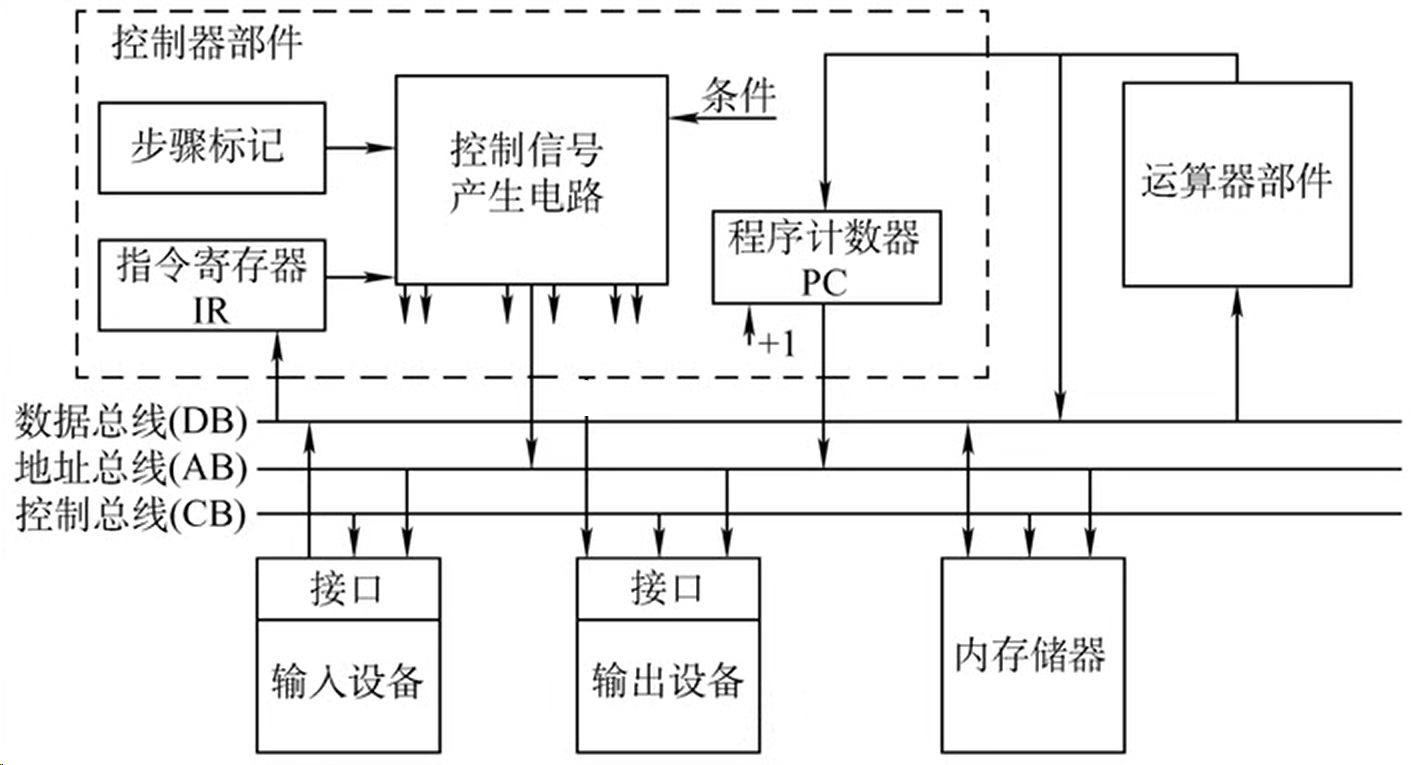 控制器部件
步骤标记
控制信号
产生电路
条件
运算器部件
指令寄存器
IR
程序计数器
PC
+1
数据总线(DB)
地址总线(AB)
控制总线(CB)
接口
接口
输入设备
输出设备
内存储器